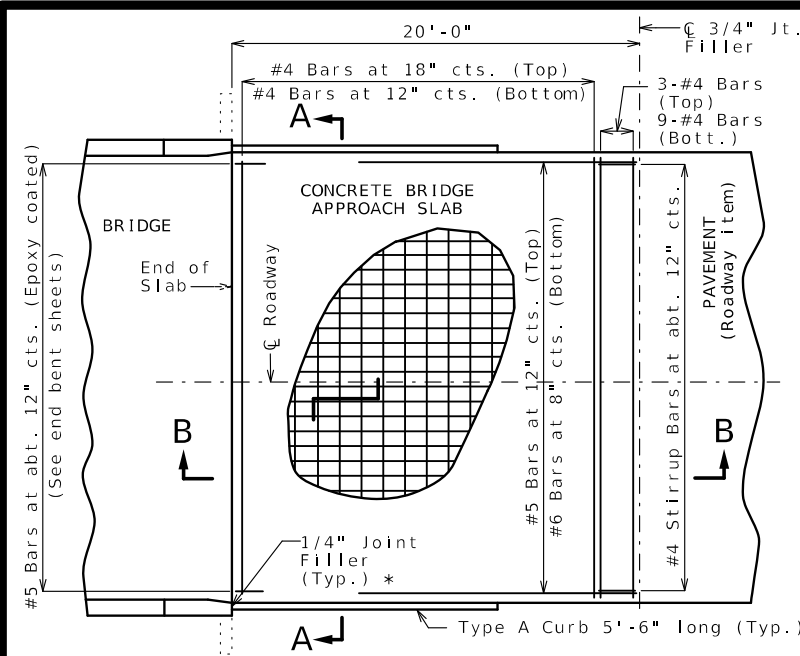 20'-0"
℄ 3/4" Jt.
Filler
#4 Bars at 18" cts. (Top)
#4 Bars at 12" cts. (Bottom)
3-#4 Bars
(Top)
9-#4 Bars
(Bott.)
A
CONCRETE BRIDGE
APPROACH SLAB
BRIDGE
End of
Slab
℄ Roadway
#5 Bars at abt. 12" cts. (Epoxy coated)
(See end bent sheets)
#5 Bars at 12" cts. (Top)
#6 Bars at 8" cts. (Bottom)
#4 Stirrup Bars at abt. 12" cts.
PAVEMENT
(Roadway item)
B
B
1/4" Joint
Filler
(Typ.) *
A
Type A Curb 5'-6" long (Typ.)